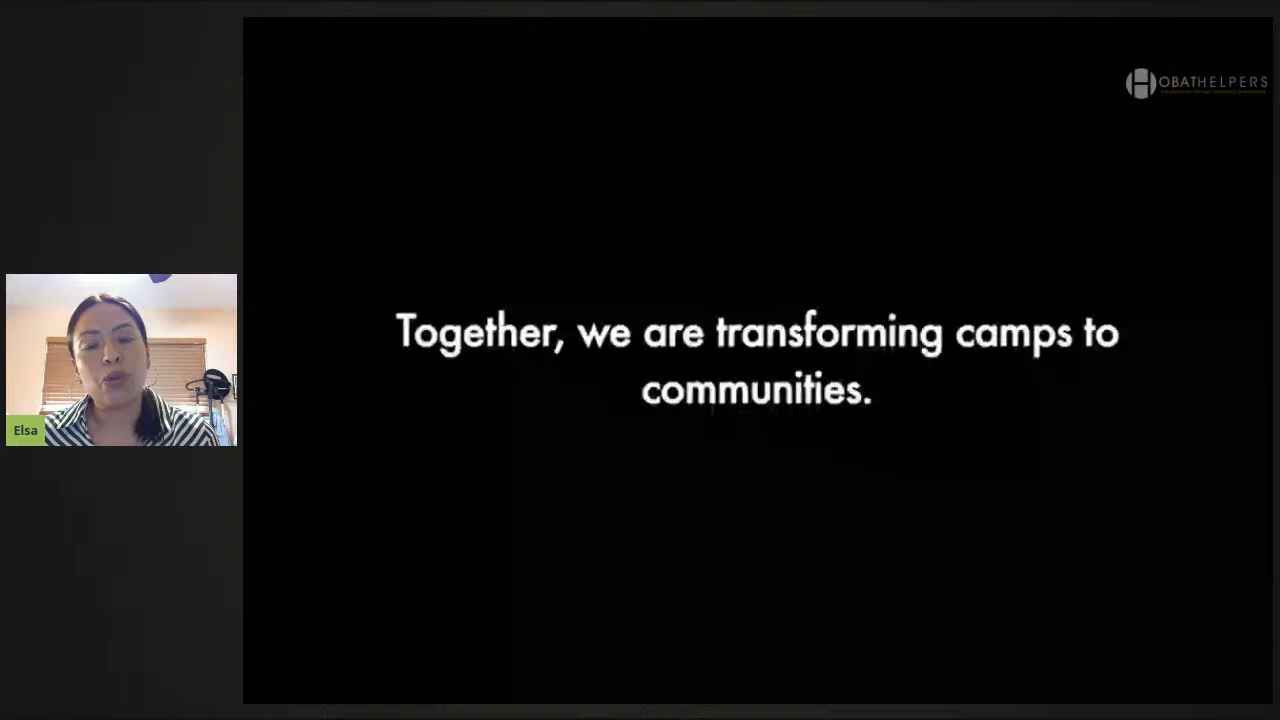 OBATHELPERS
Together, we are transforming camps to
communities.
Elsa